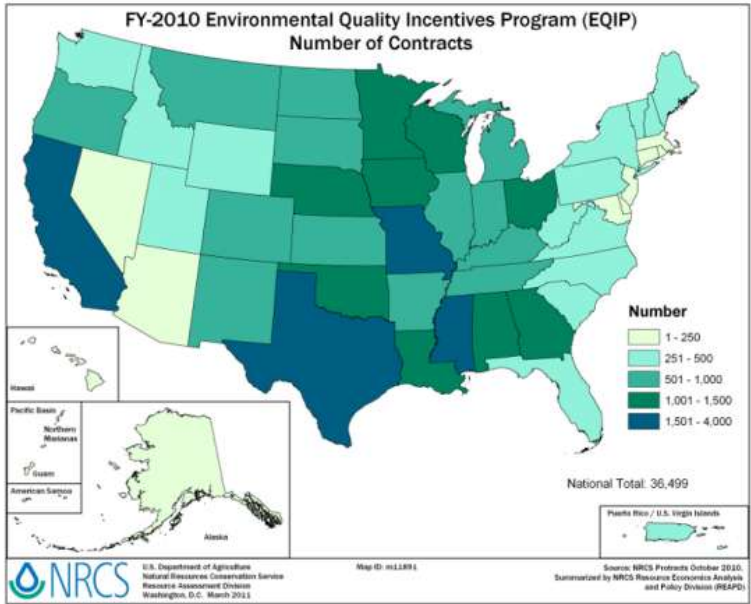 FY-2010 Environmental Quality Incentives Program (EQIP)
Number of Contracts
Number
1 - 250
251 - 500
501 - 1,000
1,001 - 1,500
1,501 - 4,000
National Total: 36,499
Hawaii
Pacific Basin
Northern
Marianas
Guam
American Samoa
Alaska
Puerto Rico / U.S. Virgin Islands
NRCS
U.S. Department of Agriculture
Natural Resources Conservation Service
Resource Assessment Division
Washington, D.C. March 2011
Map ID: m11891
Source: NRCS Protracts October 2010.
Summarized by NRCS Resource Economics Analysis
and Policy Division (REAPD)